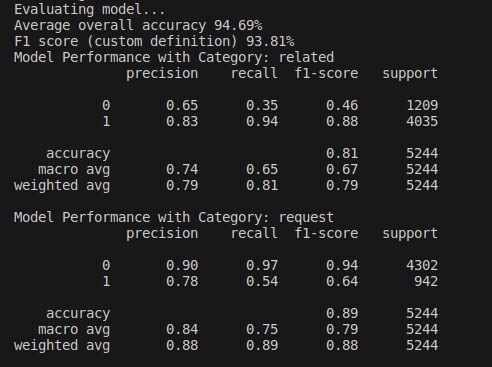 Evaluating model...
Average overall accuracy 94.69%
F1 score (custom definition) 93.81%
Model Performance with Category: related
precision recall f1-score support
0 0.65 0.35 0.46 1209
1 0.83 0.94 0.88 4035
accuracy 0.81 5244
macro avg 0.74 0.65 0.67 5244
weighted avg 0.79 0.81 0.79 5244
Model Performance with Category: request
precision recall f1-score support
0 0.90 0.97 0.94 4302
1 0.78 0.54 0.64 942
accuracy 0.89 5244
macro avg 0.84 0.75 0.79 5244
weighted avg 0.88 0.89 0.88 5244